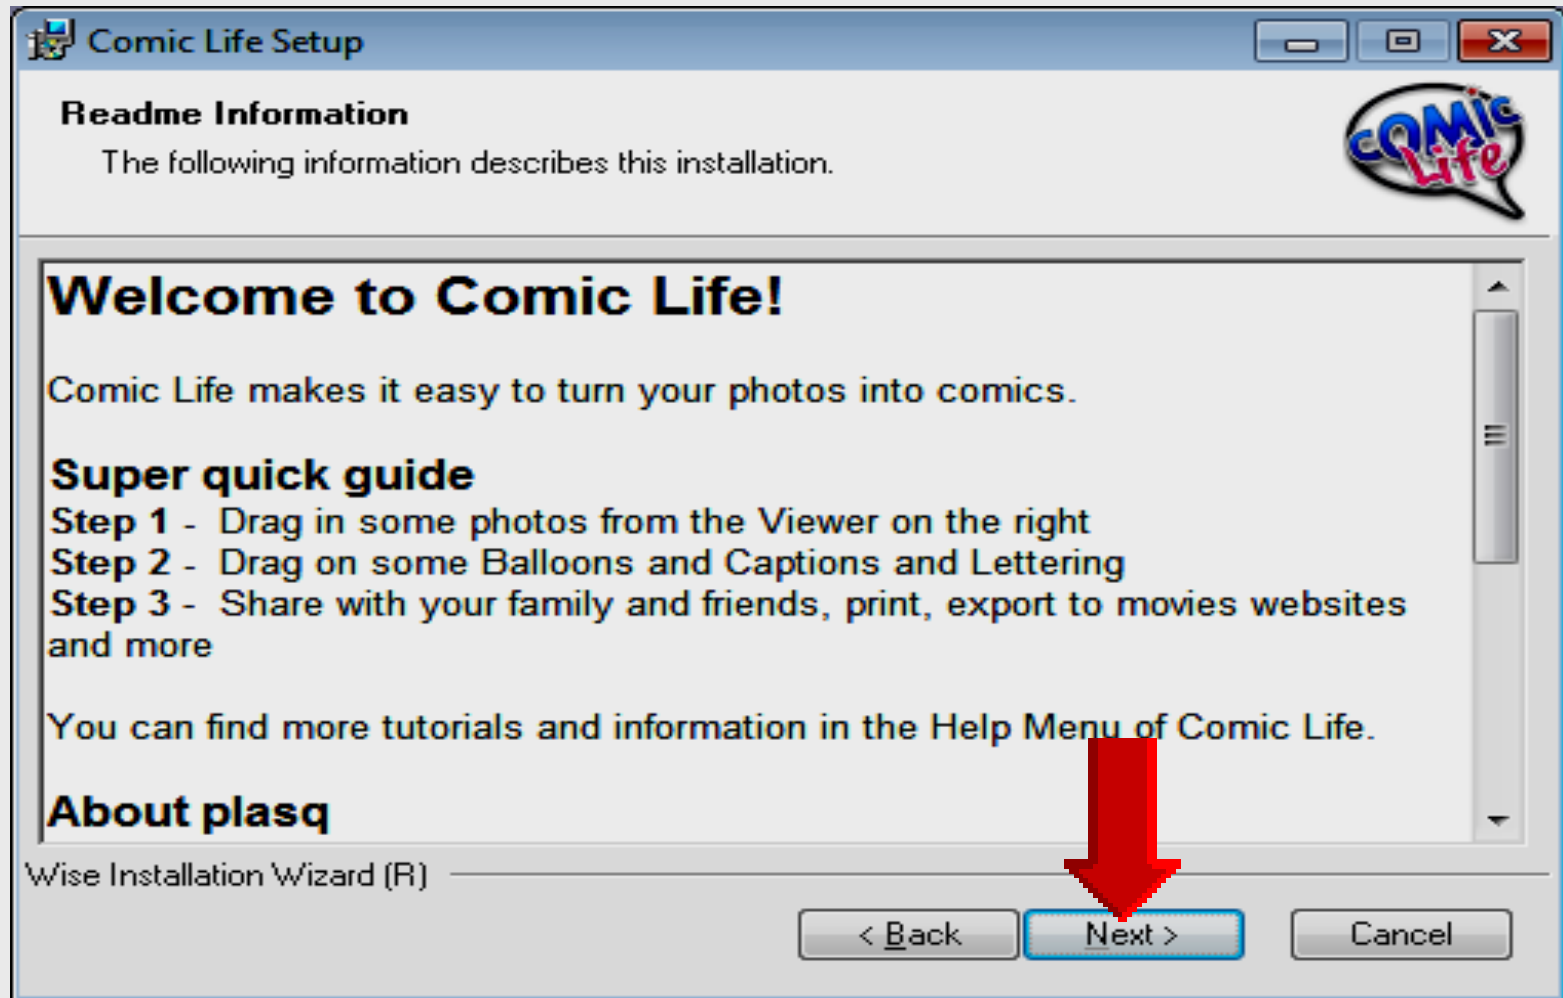 Comic Life Setup
Readme Information
The following information describes this installation.
COMIC
Life
Welcome to Comic Life!
Comic Life makes it easy to turn your photos into comics.
Super quick guide
Step 1 - Drag in some photos from the Viewer on the right
Step 2 - Drag on some Balloons and Captions and Lettering
Step 3 - Share with your family and friends, print, export to movies websites
and more
You can find more tutorials and information in the Help Menu of Comic Life.
About plasq
Wise Installation Wizard (R)
< Back Next > Cancel